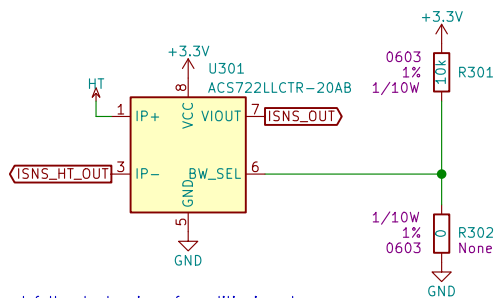 +3.3V
0603
1%
1/10W
10k
R301
+3.3V
U301
ACS722LLCTR-20AB
HT
8
VCC
1
IP+
VIOUT
7
ISNS_OUT
ISNS_HT_OUT
3
IP-
BW_SEL
6
GND
5
GND
1/10W
1%
0603
0
R302
None
GND